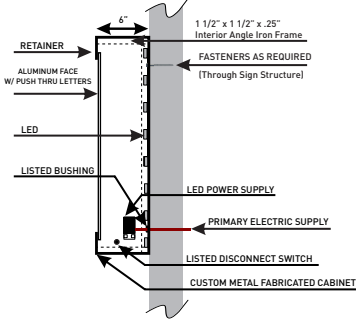 6"
1 1/2" x 1 1/2" x .25"
Interior Angle Iron Frame
RETAINER
FASTENERS AS REQUIRED
(Through Sign Structure)
ALUMINUM FACE
W/ PUSH THRU LETTERS
LED
LISTED BUSHING
LED POWER SUPPLY
PRIMARY ELECTRIC SUPPLY
LISTED DISCONNECT SWITCH
CUSTOM METAL FABRICATED CABINET